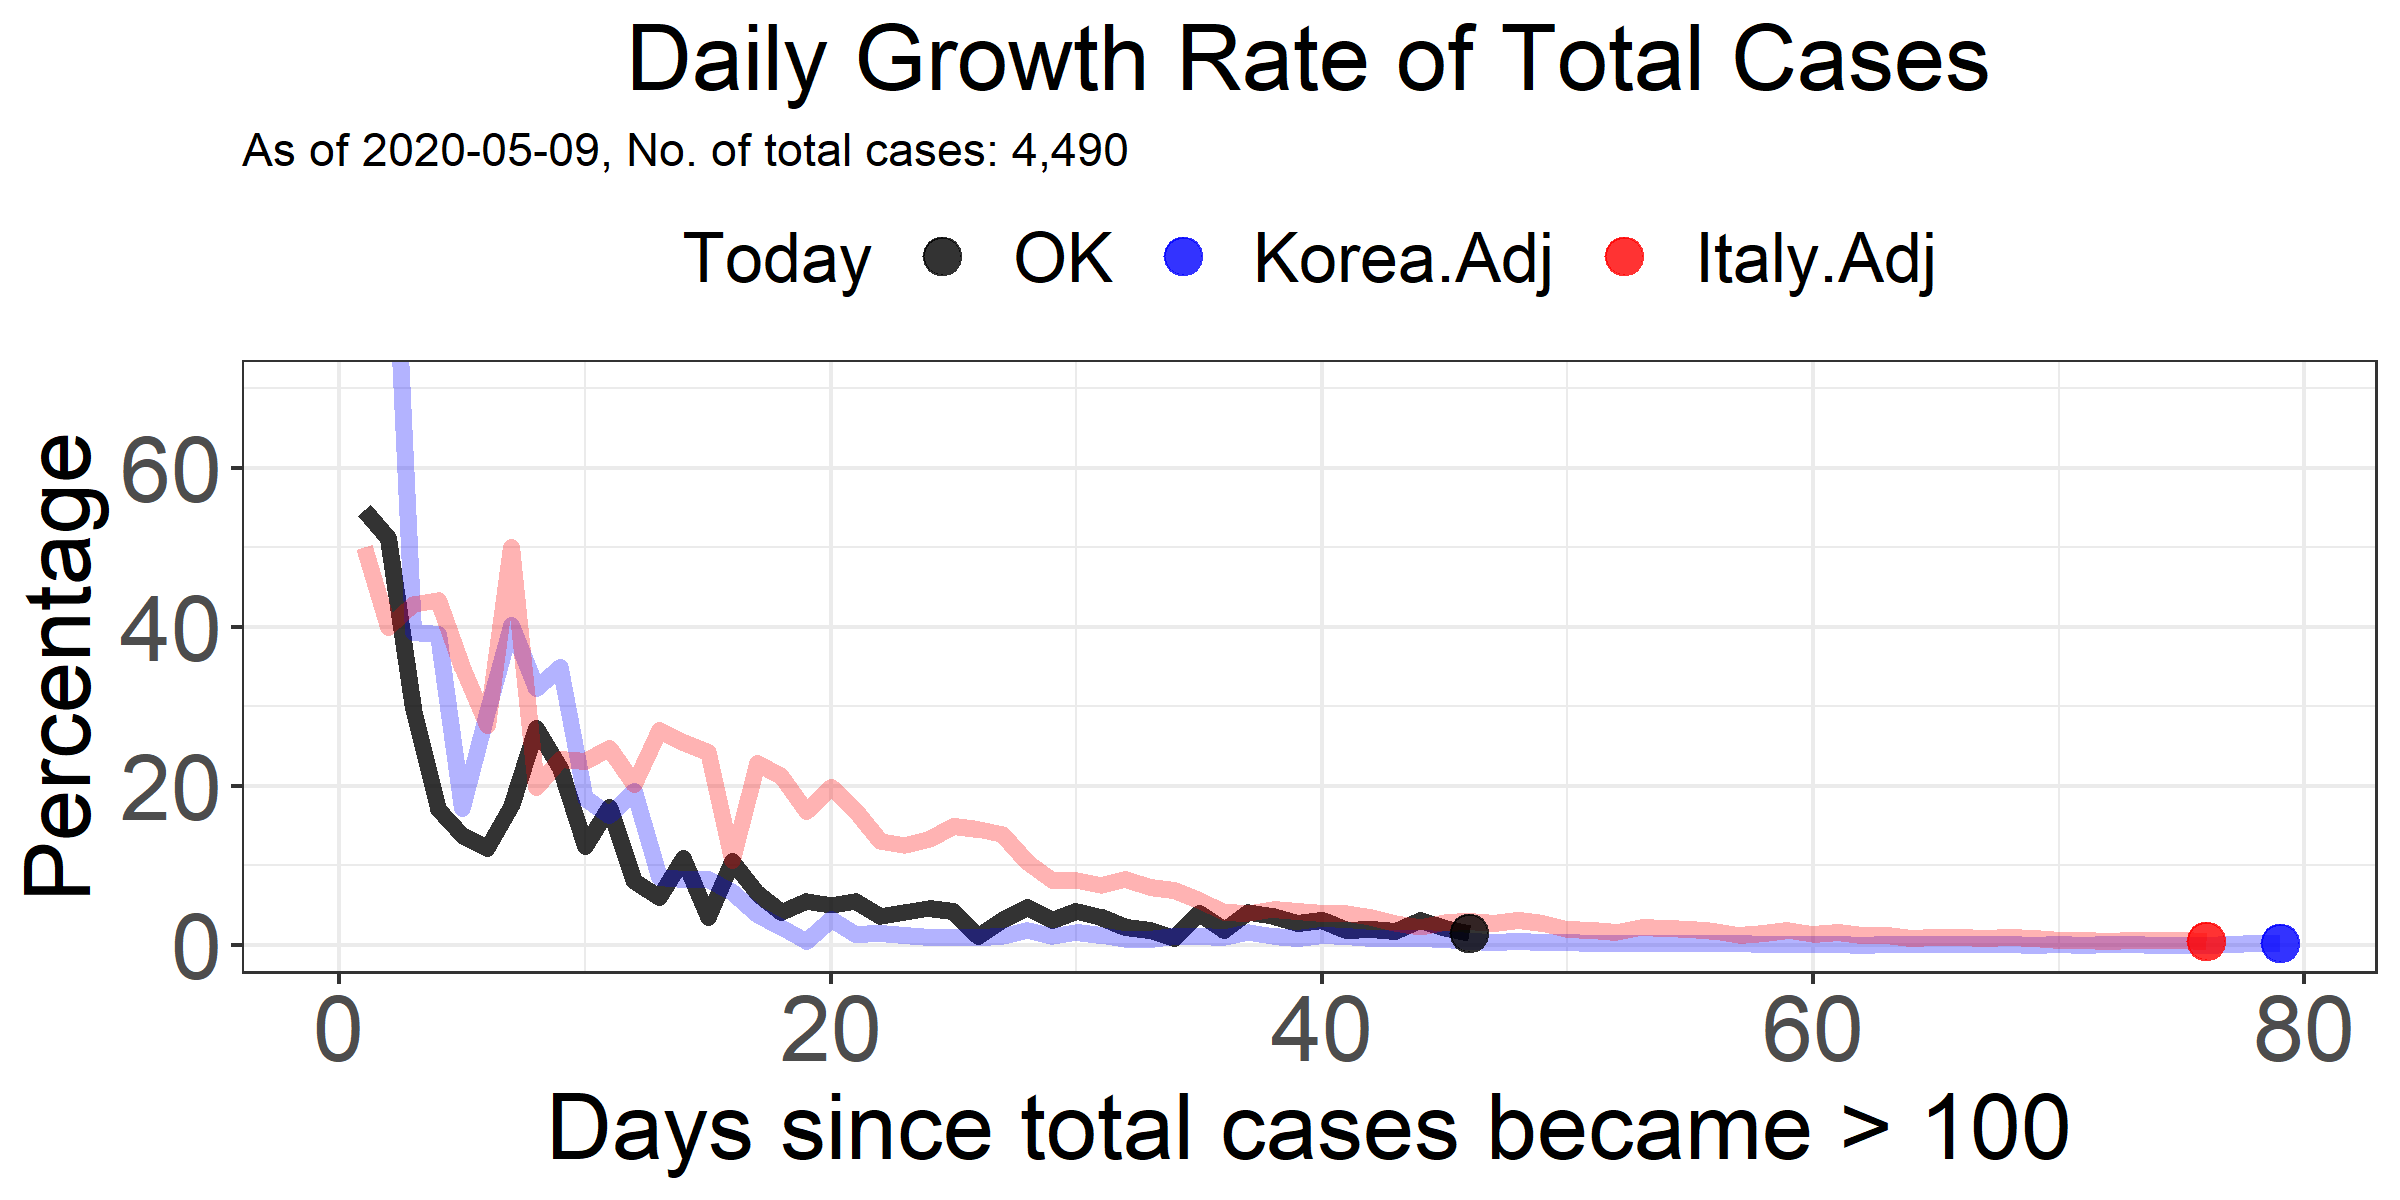 Daily Growth Rate of Total Cases
As of 2020-05-09, No. of total cases: 4,490
Today OK Korea.Adj Italy.Adj
Percentage
60
40
20
0
0 20 40 60 80
Days since total cases became > 100